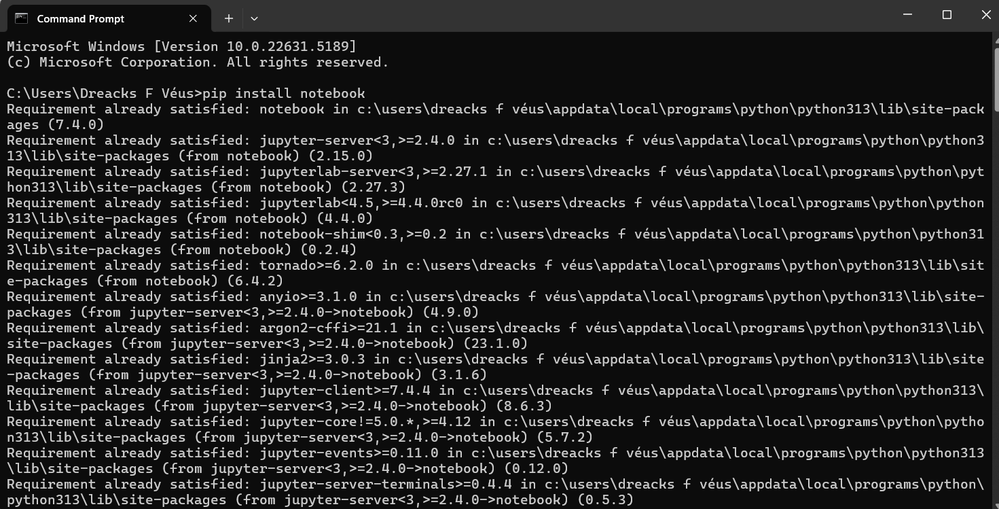 Command Prompt
Microsoft Windows [Version 10.0.22631.5189]
(c) Microsoft Corporation. All rights reserved.
C:\Users\Dreacks F Véus>pip install notebook
Requirement already satisfied: notebook in c:\users\dreacks f véus\appdata\local\programs\python\python313\lib\site-pack
ages (7.4.0)
Requirement already satisfied: jupyter-server<3,>=2.4.0 in c:\users\dreacks f véus\appdata\local\programs\python\python3
13\lib\site-packages (from notebook) (2.15.0)
Requirement already satisfied: jupyterlab-server<3,>=2.27.1 in c:\users\dreacks f véus\appdata\local\programs\python\pyt
hon313\lib\site-packages (from notebook) (2.27.3)
Requirement already satisfied: jupyterlab<4.5,>=4.4.0rc0 in c:\users\dreacks f véus\appdata\local\programs\python\python
313\lib\site-packages (from notebook) (4.4.0)
Requirement already satisfied: notebook-shim<0.3,>=0.2 in c:\users\dreacks f véus\appdata\local\programs\python\python31
3\lib\site-packages (from notebook) (0.2.4)
Requirement already satisfied: tornado>=6.2.0 in c:\users\dreacks f véus\appdata\local\programs\python\python313\lib\sit
e-packages (from notebook) (6.4.2)
Requirement already satisfied: anyio>=3.1.0 in c:\users\dreacks f véus\appdata\local\programs\python\python313\lib\site-
packages (from jupyter-server<3,>=2.4.0->notebook) (4.9.0)
Requirement already satisfied: argon2-cffi>=21.1 in c:\users\dreacks f véus\appdata\local\programs\python\python313\lib\
site-packages (from jupyter-server<3,>=2.4.0->notebook) (23.1.0)
Requirement already satisfied: jinja2>=3.0.3 in c:\users\dreacks f véus\appdata\local\programs\python\python313\lib\site
-packages (from jupyter-server<3,>=2.4.0->notebook) (3.1.6)
Requirement already satisfied: jupyter-client>=7.4.4 in c:\users\dreacks f véus\appdata\local\programs\python\python313\
lib\site-packages (from jupyter-server<3,>=2.4.0->notebook) (8.6.3)
Requirement already satisfied: jupyter-core!=5.0.*,>=4.12 in c:\users\dreacks f véus\appdata\local\programs\python\pytho
n313\lib\site-packages (from jupyter-server<3,>=2.4.0->notebook) (5.7.2)
Requirement already satisfied: jupyter-events>=0.11.0 in c:\users\dreacks f véus\appdata\local\programs\python\python313
\lib\site-packages (from jupyter-server<3,>=2.4.0->notebook) (0.12.0)
Requirement already satisfied: jupyter-server-terminals>=0.4.4 in c:\users\dreacks f véus\appdata\local\programs\python\
python313\lib\site-packages (from jupyter-server<3,>=2.4.0->notebook) (0.5.3)